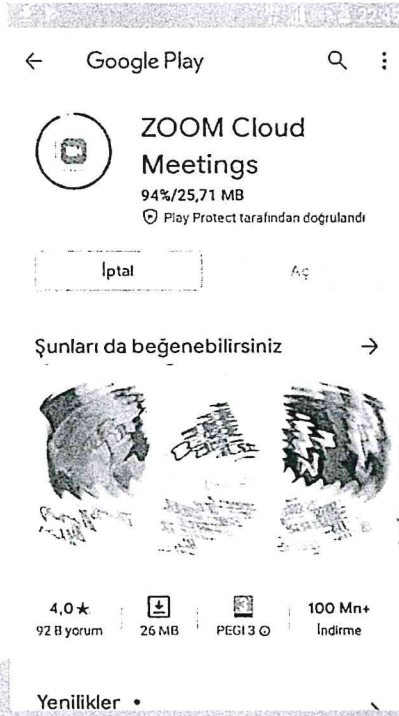 Google Play
ZOOM Cloud
Meetings
94%/25,71 MB
Play Protect tarafından doğrulandı
İptal
Aç
Şunları da beğenebilirsiniz
4,0★
92 B yorum
26 MB
PEGI 3
100 Mn+
İndirme
Yenilikler •